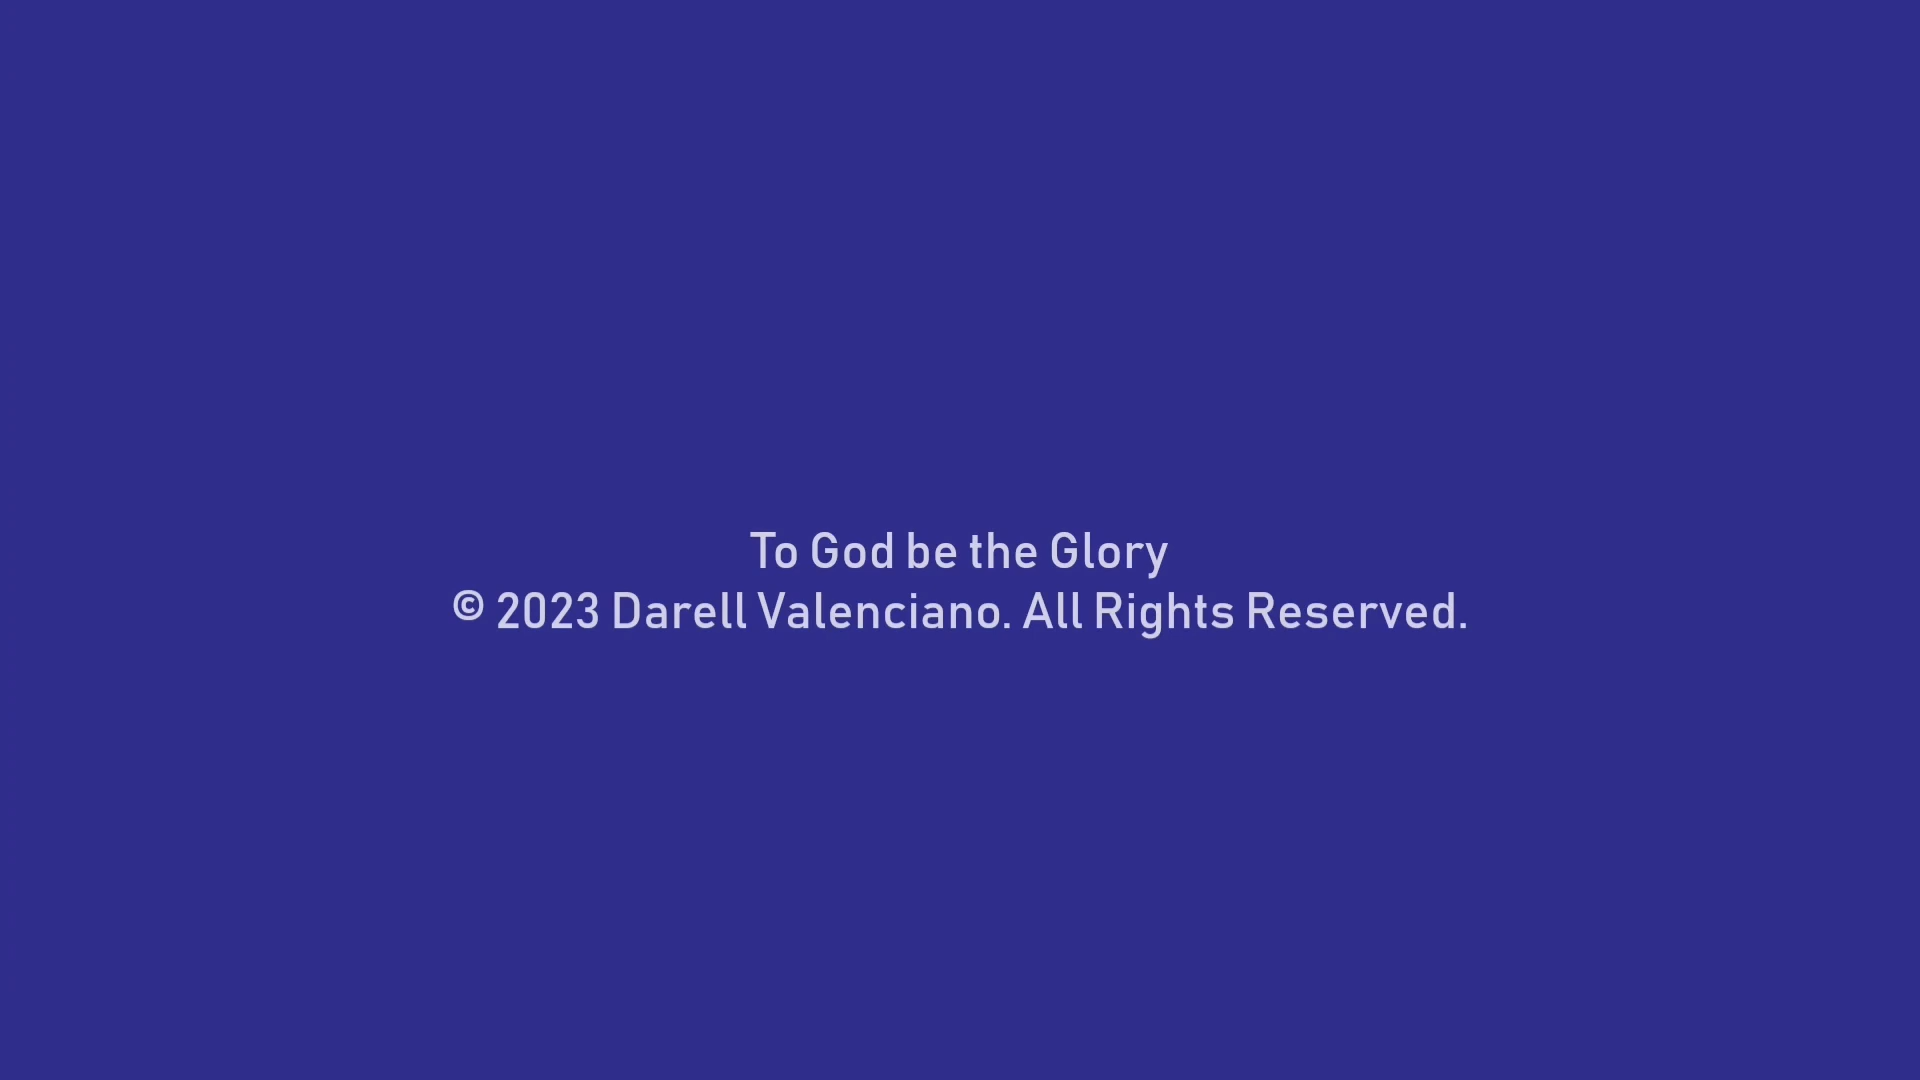 To God be the Glory
© 2023 Darell Valenciano. All Rights Reserved.